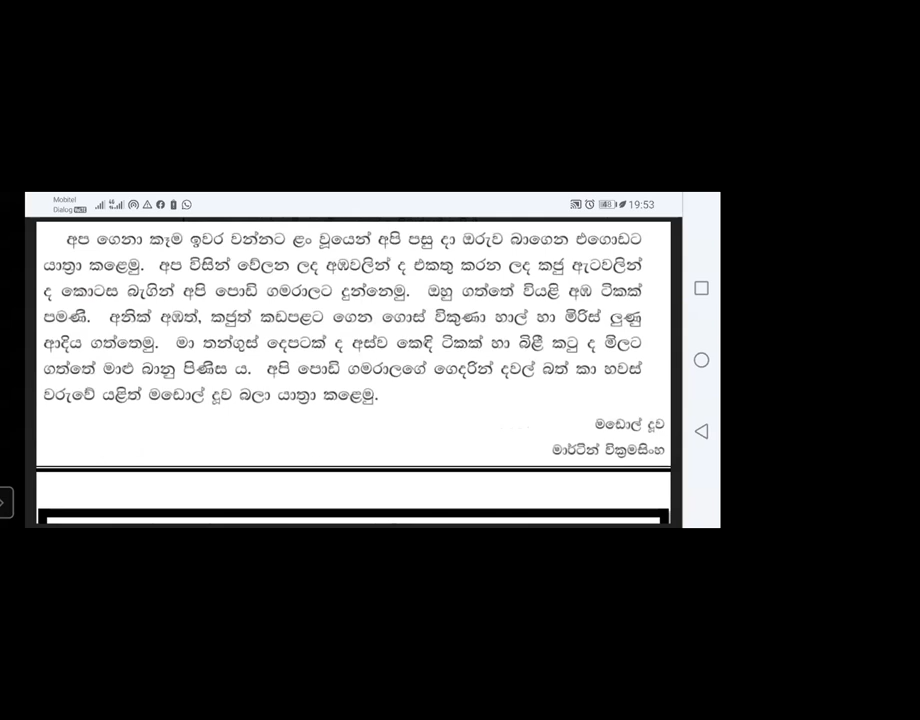 Mobitel
Dialog VoLTE
19:53
අප ගෙනා කෑම ඉවර වන්නට ළං වූයෙන් අපි පසු දා ඔරුව බාගෙන එගොඩට
යාත්‍රා කළෙමු. අප විසින් වේලන ලද අඹවලින් ද එකතු කරන ලද කජු ඇටවලින්
ද කොටස බැගින් අපි පොඩි ගමරාලට දුන්නෙමු. ඔහු ගත්තේ වියළි අඹ ටිකක්
පමණි. අනික් අඹත්, කජුත් කඩපළට ගෙන ගොස් විකුණා හාල් හා මිරිස් ලුණු
ආදිය ගත්තෙමු. මා තන්ගුස් දෙපටක් ද අස්ව කෙඳි ටිකක් හා බිළී කටු ද මිලට
ගත්තේ මාළු බානු පිණිස ය. අපි පොඩි ගමරාලගේ ගෙදරින් දවල් බත් කා හවස්
වරුවේ යළිත් මඩොල් දූව බලා යාත්‍රා කළෙමු.
මඩොල් දූව
මාර්ටින් වික්‍රමසිංහ